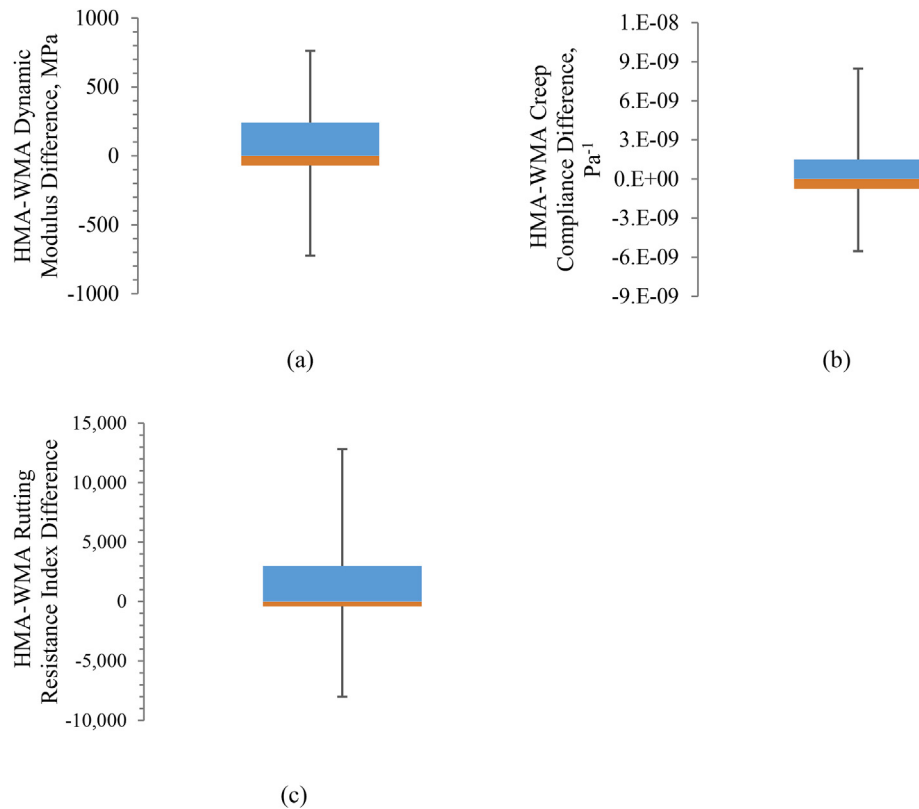 HMA-WMA Dynamic
Modulus Difference, MPa
1000
500
0
-500
-1000
(a)
HMA-WMA Creep
Compliance Difference,
Pa-1
1.E-08
9.E-09
6.E-09
3.E-09
0.E+00
-3.E-09
-6.E-09
-9.E-09
(b)
HMA-WMA Rutting
Resistance Index Difference
15,000
10,000
5,000
0
-5,000
-10,000
(c)